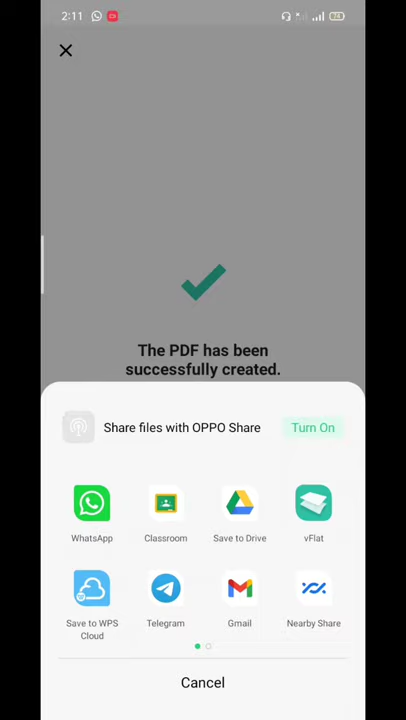 2:11
24
The PDF has been
successfully created.
Share files with OPPO Share
Turn On
WhatsApp
Classroom
Save to Drive
vFlat
Save to WPS
Cloud
Telegram
Gmail
Nearby Share
Cancel